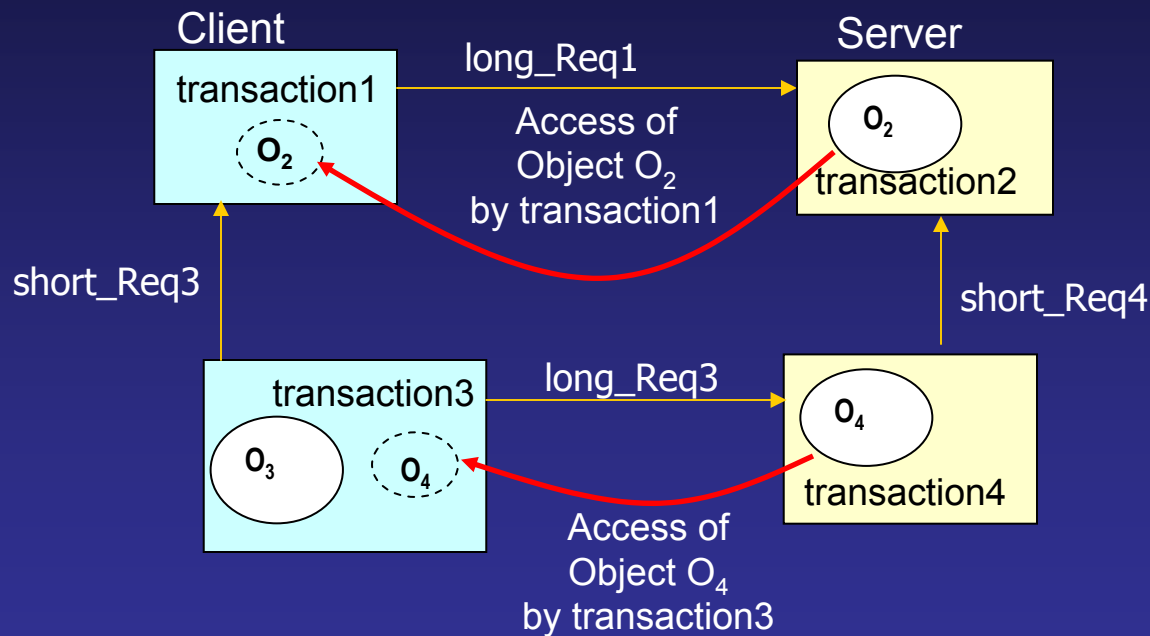 Client
Server
long_Req1
transaction1
O₂
Access of
Object O₂
by transaction1
O₂
transaction2
short_Req3
short_Req4
transaction3
long_Req3
O₃
O₄
O₄
transaction4
Access of
Object O₄
by transaction3